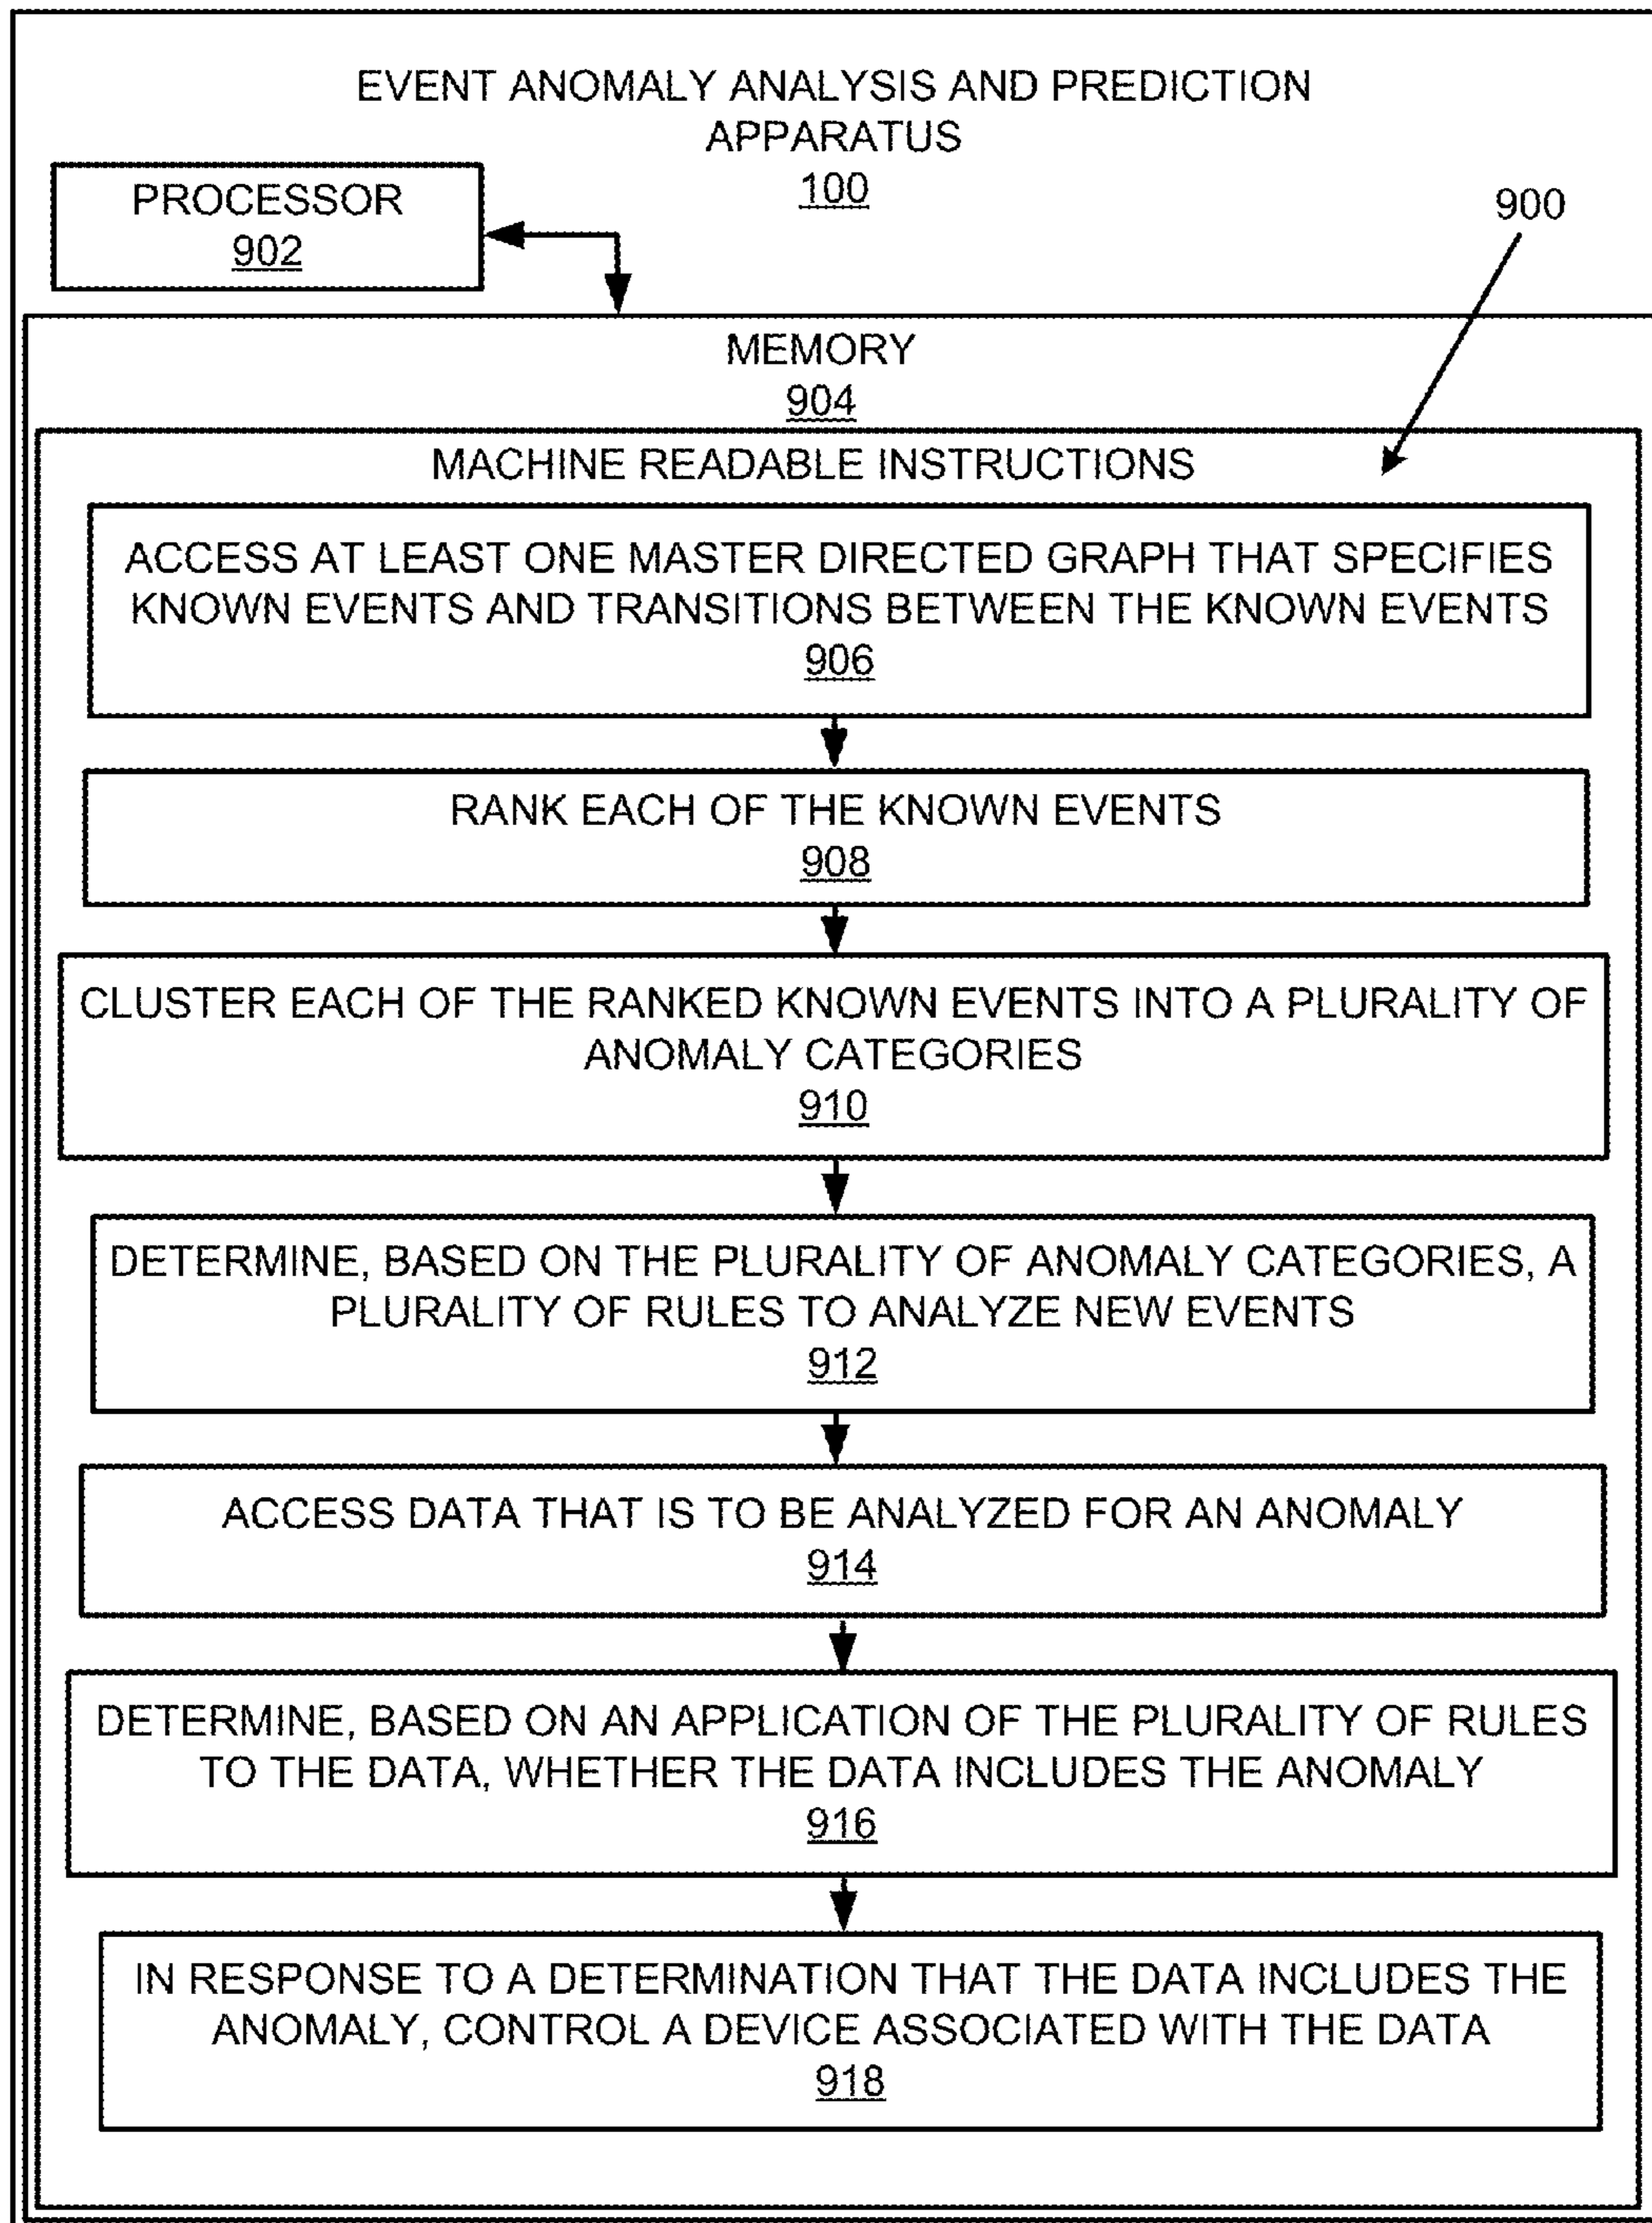 EVENT ANOMALY ANALYSIS AND PREDICTION
APPARATUS
100
PROCESSOR
902
900
MEMORY
904
MACHINE READABLE INSTRUCTIONS
ACCESS AT LEAST ONE MASTER DIRECTED GRAPH THAT SPECIFIES
KNOWN EVENTS AND TRANSITIONS BETWEEN THE KNOWN EVENTS
906
RANK EACH OF THE KNOWN EVENTS
908
CLUSTER EACH OF THE RANKED KNOWN EVENTS INTO A PLURALITY OF
ANOMALY CATEGORIES
910
DETERMINE, BASED ON THE PLURALITY OF ANOMALY CATEGORIES, A
PLURALITY OF RULES TO ANALYZE NEW EVENTS
912
ACCESS DATA THAT IS TO BE ANALYZED FOR AN ANOMALY
914
DETERMINE, BASED ON AN APPLICATION OF THE PLURALITY OF RULES
TO THE DATA, WHETHER THE DATA INCLUDES THE ANOMALY
916
IN RESPONSE TO A DETERMINATION THAT THE DATA INCLUDES THE
ANOMALY, CONTROL A DEVICE ASSOCIATED WITH THE DATA
918